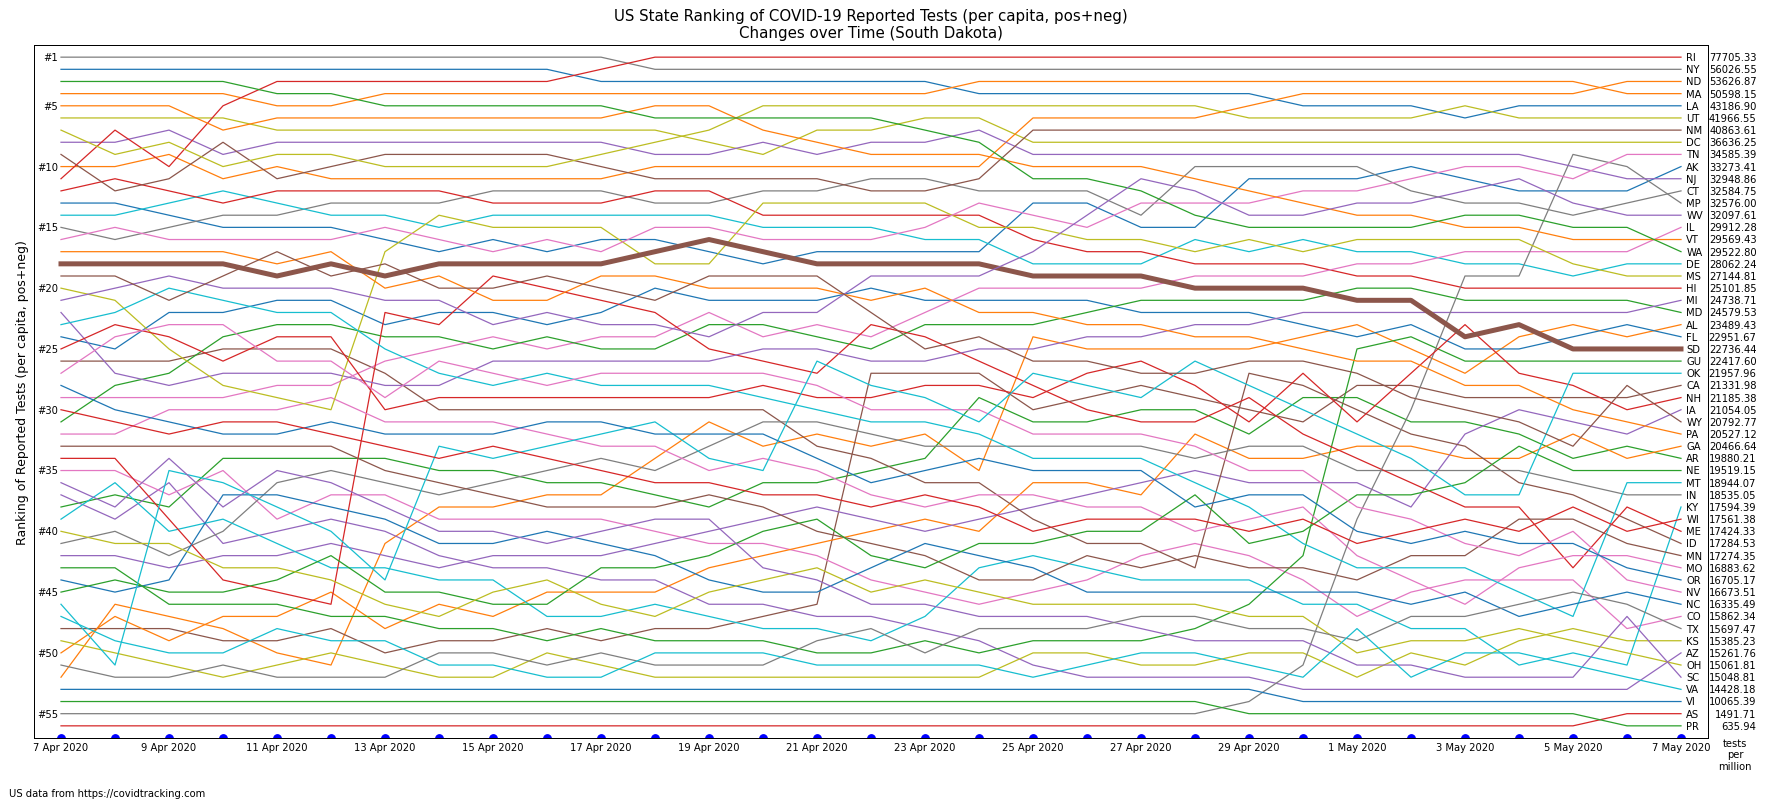 US State Ranking of COVID-19 Reported Tests (per capita, pos+neg)
Changes over Time (South Dakota)
Ranking of Reported Tests (per capita, pos+neg)
#1
#5
#10
#15
#20
#25
#30
#35
#40
#45
#50
#55
RI 77705.33
NY 56026.55
ND 53626.87
MA 50598.15
LA 43186.90
UT 41966.55
NM 40863.61
DC 36636.25
TN 34585.39
AK 33273.41
NJ 32948.86
CT 32584.75
MP 32576.00
WV 32097.61
IL 29912.28
VT 29569.43
WA 29522.80
DE 28062.24
MS 27144.81
HI 25101.85
MI 24738.71
MD 24579.53
AL 23489.43
FL 22951.67
SD 22736.44
GU 22417.60
OK 21957.96
CA 21331.98
NH 21185.38
IA 21054.05
WY 20792.77
PA 20527.12
GA 20466.64
AR 19880.21
NE 19519.15
MT 18944.07
IN 18535.05
KY 17594.39
WI 17561.38
ME 17424.33
ID 17284.53
MN 17274.35
MO 16883.62
OR 16705.17
NV 16673.51
NC 16335.49
CO 15862.34
TX 15697.47
KS 15385.23
AZ 15261.76
OH 15061.81
SC 15048.81
VA 14428.18
VI 10065.39
AS 1491.71
PR 635.94
7 Apr 2020
9 Apr 2020
11 Apr 2020
13 Apr 2020
15 Apr 2020
17 Apr 2020
19 Apr 2020
21 Apr 2020
23 Apr 2020
25 Apr 2020
27 Apr 2020
29 Apr 2020
1 May 2020
3 May 2020
5 May 2020
7 May 2020
tests
per
million
US data from https://covidtracking.com